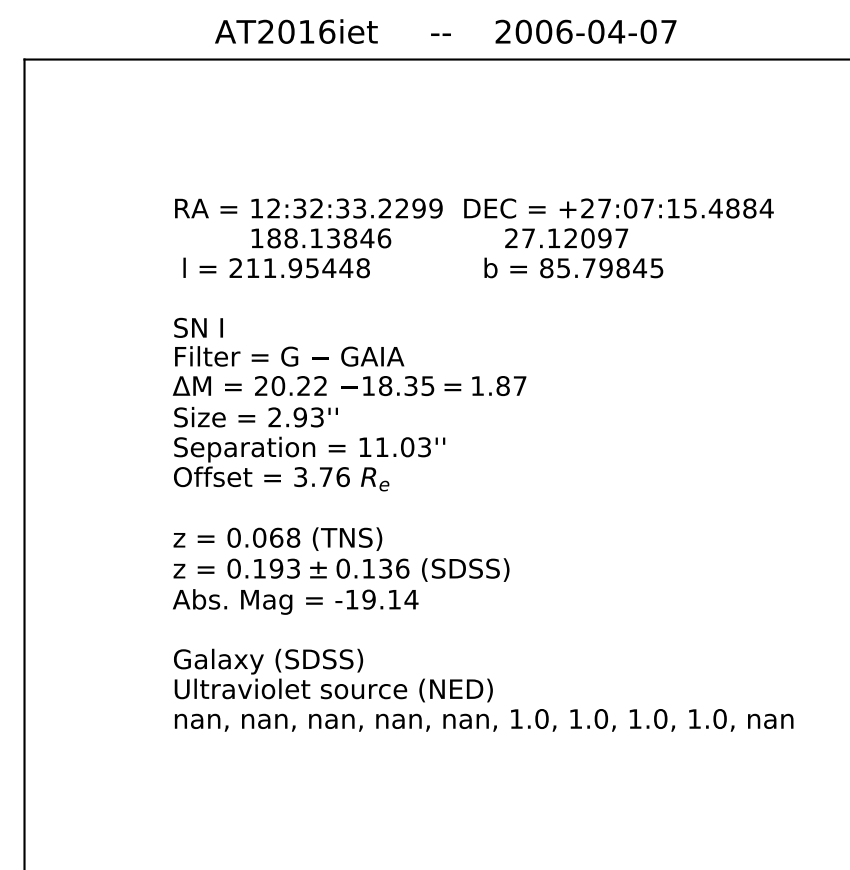 AT2016iet -- 2006-04-07
RA = 12:32:33.2299 DEC = +27:07:15.4884
188.13846 27.12097
l = 211.95448 b = 85.79845
SN I
Filter = G − GAIA
ΔM = 20.22 −18.35 = 1.87
Size = 2.93''
Separation = 11.03''
Offset = 3.76 Rₑ
z = 0.068 (TNS)
z = 0.193 ± 0.136 (SDSS)
Abs. Mag = -19.14
Galaxy (SDSS)
Ultraviolet source (NED)
nan, nan, nan, nan, nan, 1.0, 1.0, 1.0, 1.0, nan